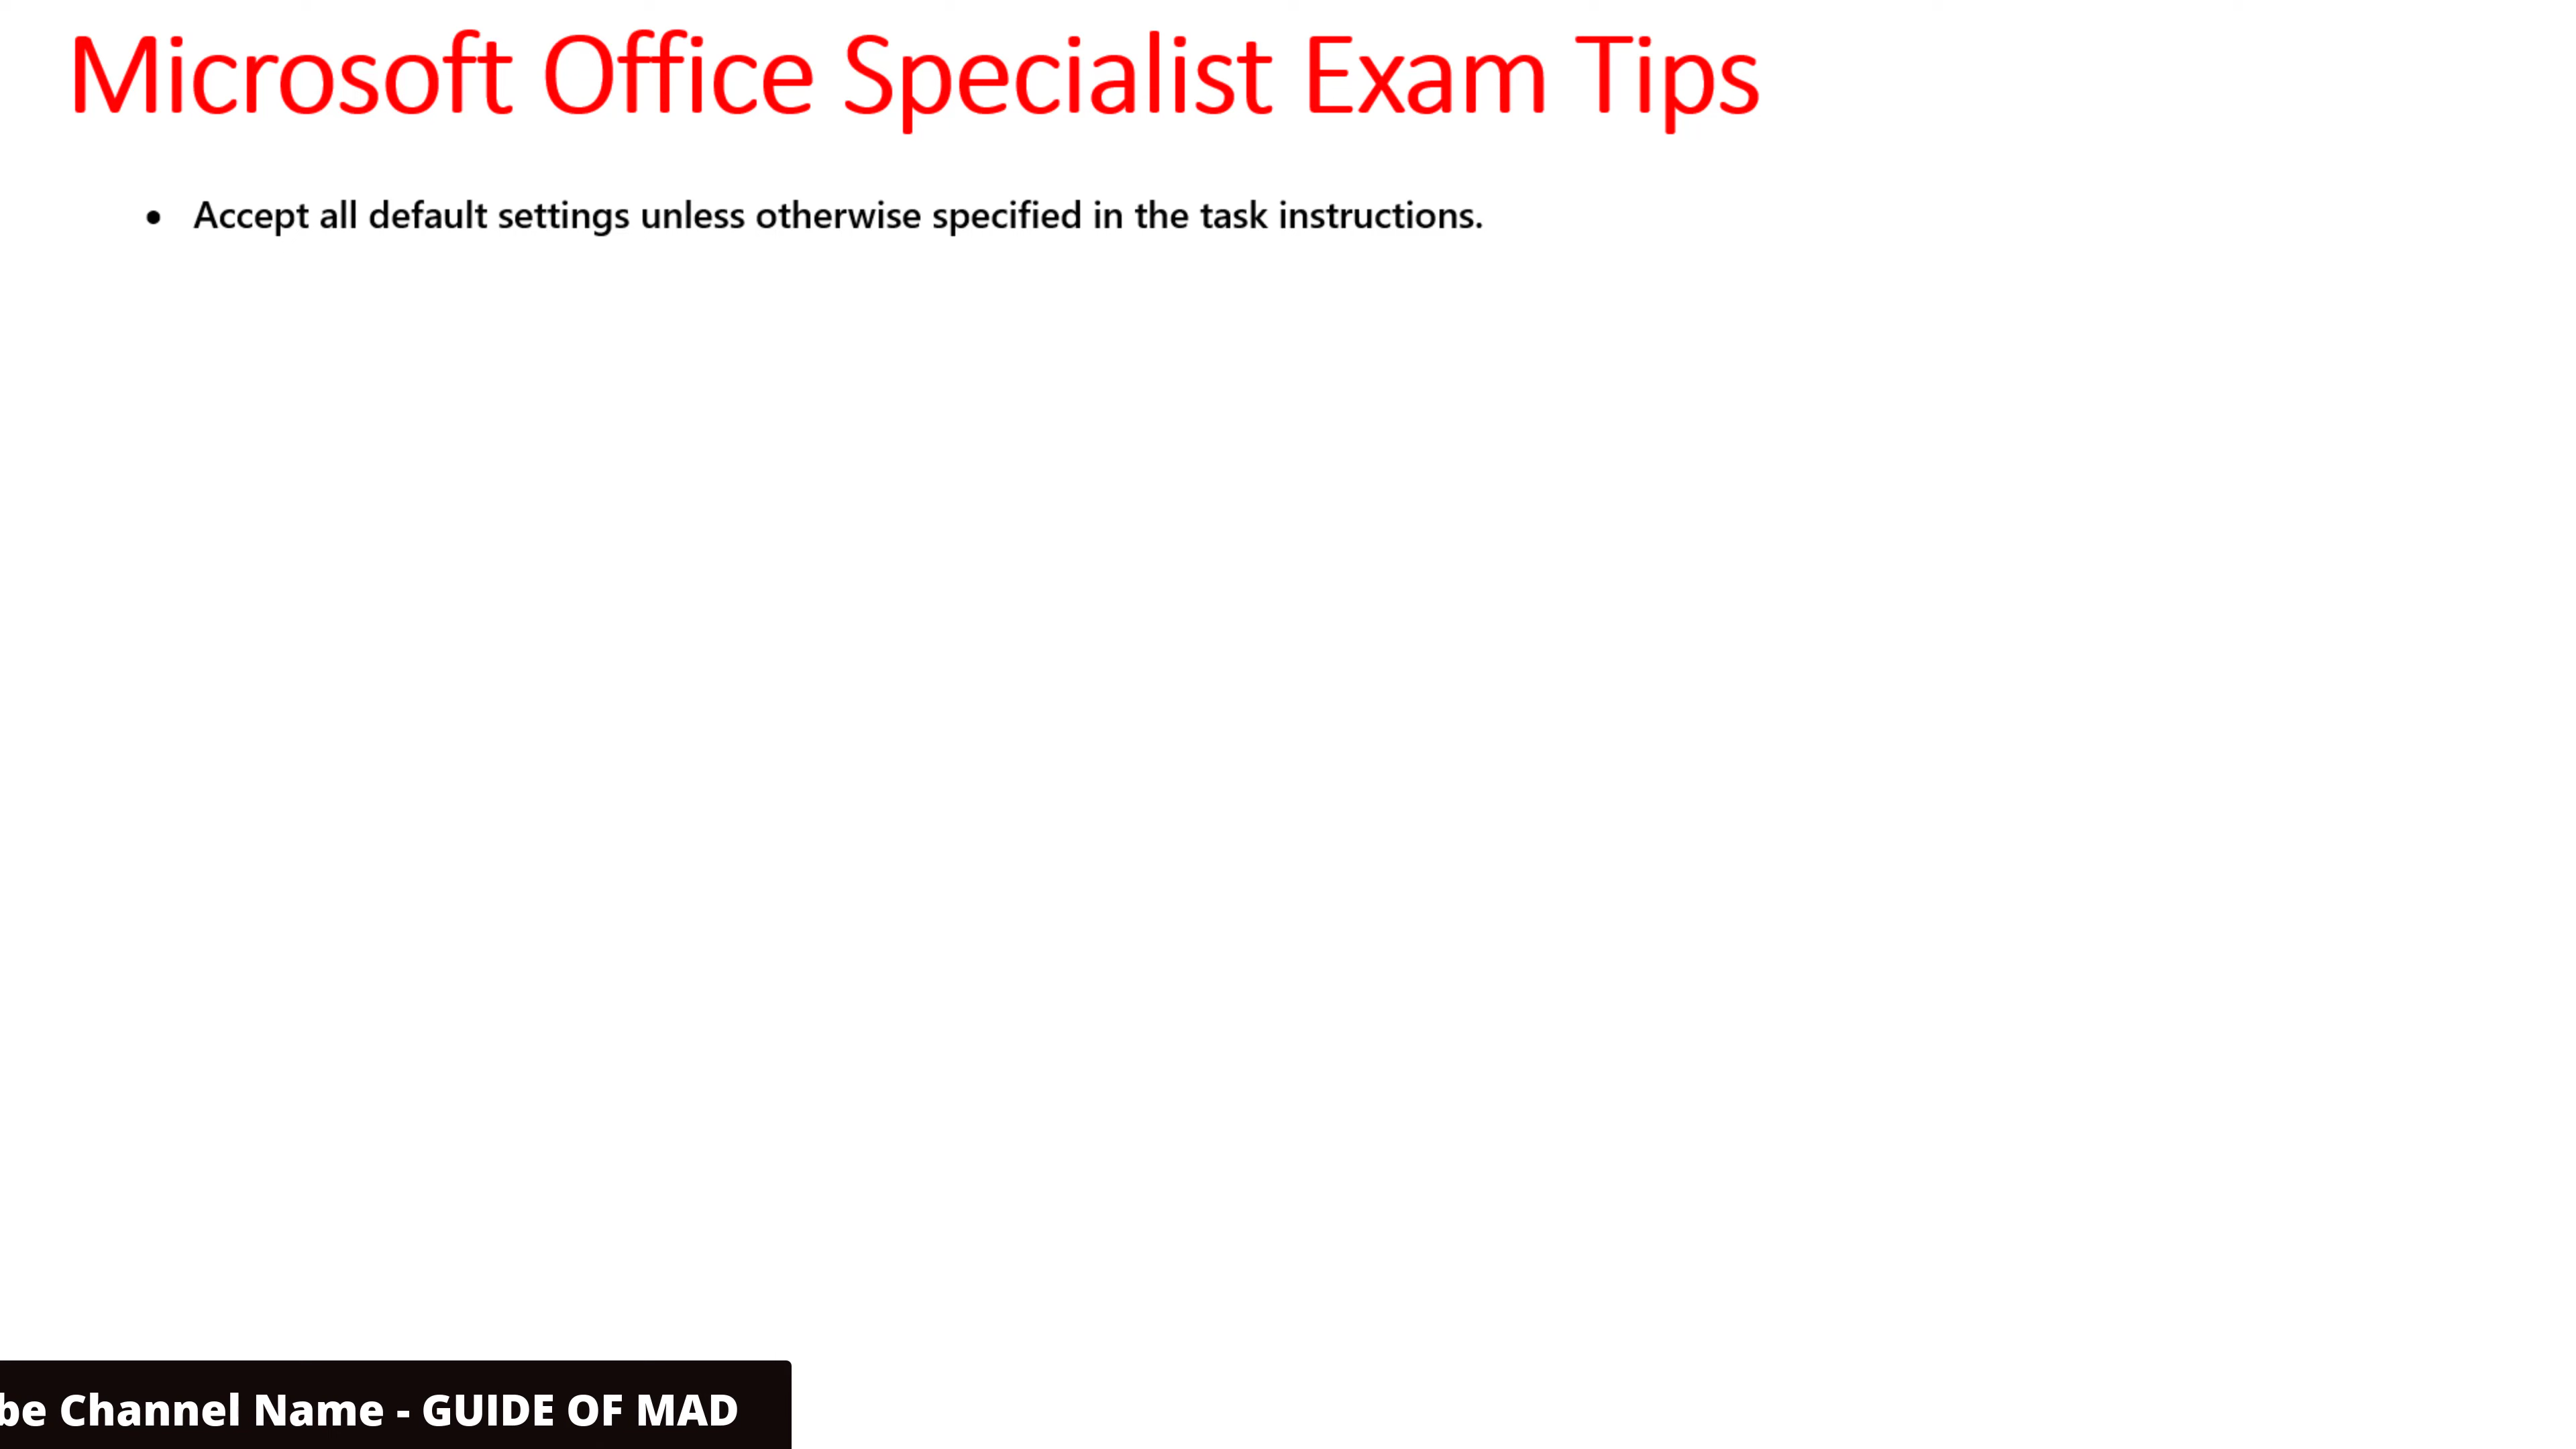 Microsoft Office Specialist Exam Tips
• Accept all default settings unless otherwise specified in the task instructions.
be Channel Name - GUIDE OF MAD